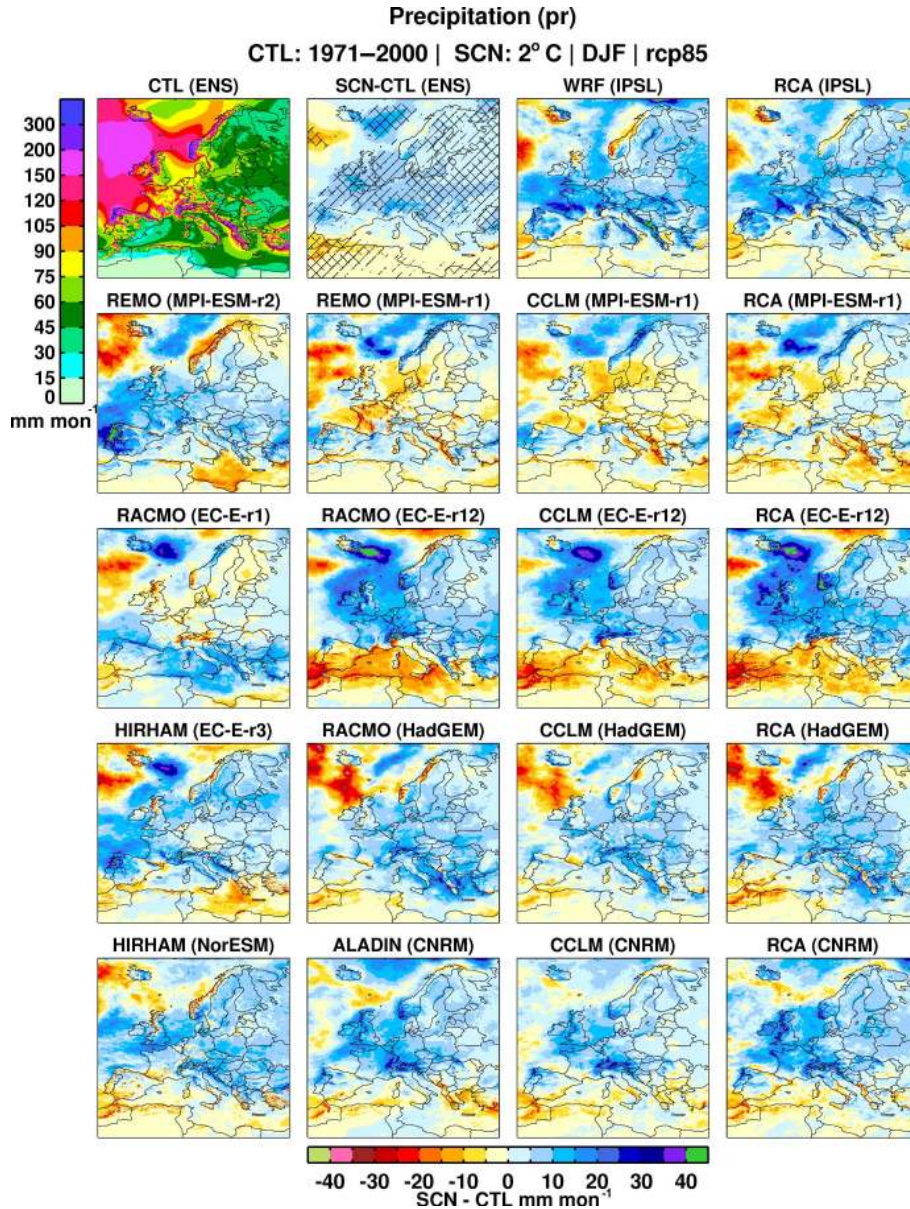 Precipitation (pr)
CTL: 1971–2000 | SCN: 2° C | DJF | rcp85
CTL (ENS) SCN-CTL (ENS) WRF (IPSL) RCA (IPSL)
300
200
150
120
105
90
75
60
45
30
15
0
mm mon⁻¹
REMO (MPI-ESM-r2) REMO (MPI-ESM-r1) CCLM (MPI-ESM-r1) RCA (MPI-ESM-r1)
RACMO (EC-E-r1) RACMO (EC-E-r12) CCLM (EC-E-r12) RCA (EC-E-r12)
HIRHAM (EC-E-r3) RACMO (HadGEM) CCLM (HadGEM) RCA (HadGEM)
HIRHAM (NorESM) ALADIN (CNRM) CCLM (CNRM) RCA (CNRM)
-40 -30 -20 -10 0 10 20 30 40
SCN - CTL mm mon⁻¹